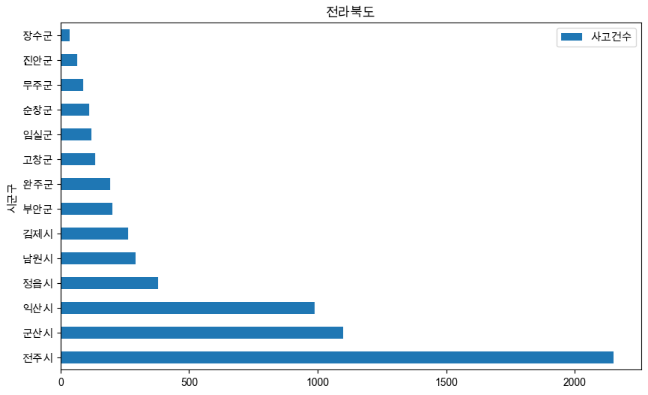 전라북도
사고건수
시군구
장수군
진안군
무주군
순창군
임실군
고창군
완주군
부안군
김제시
남원시
정읍시
익산시
군산시
전주시
0 500 1000 1500 2000